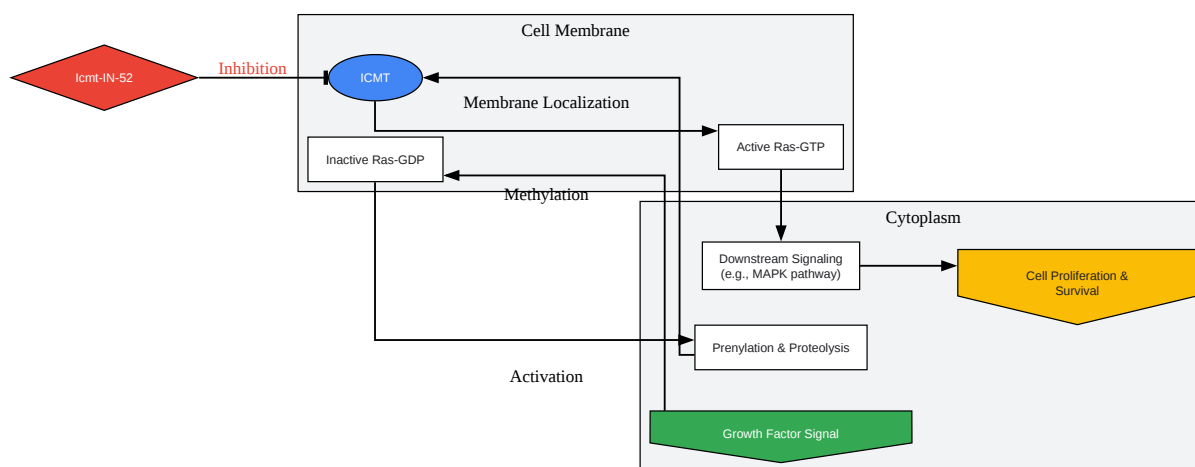 Cell Membrane
Icmt-IN-52
Inhibition
ICMT
Membrane Localization
Inactive Ras-GDP
Active Ras-GTP
Methylation
Cytoplasm
Downstream Signaling
(e.g., MAPK pathway)
Cell Proliferation &
Survival
Prenylation & Proteolysis
Activation
Growth Factor Signal